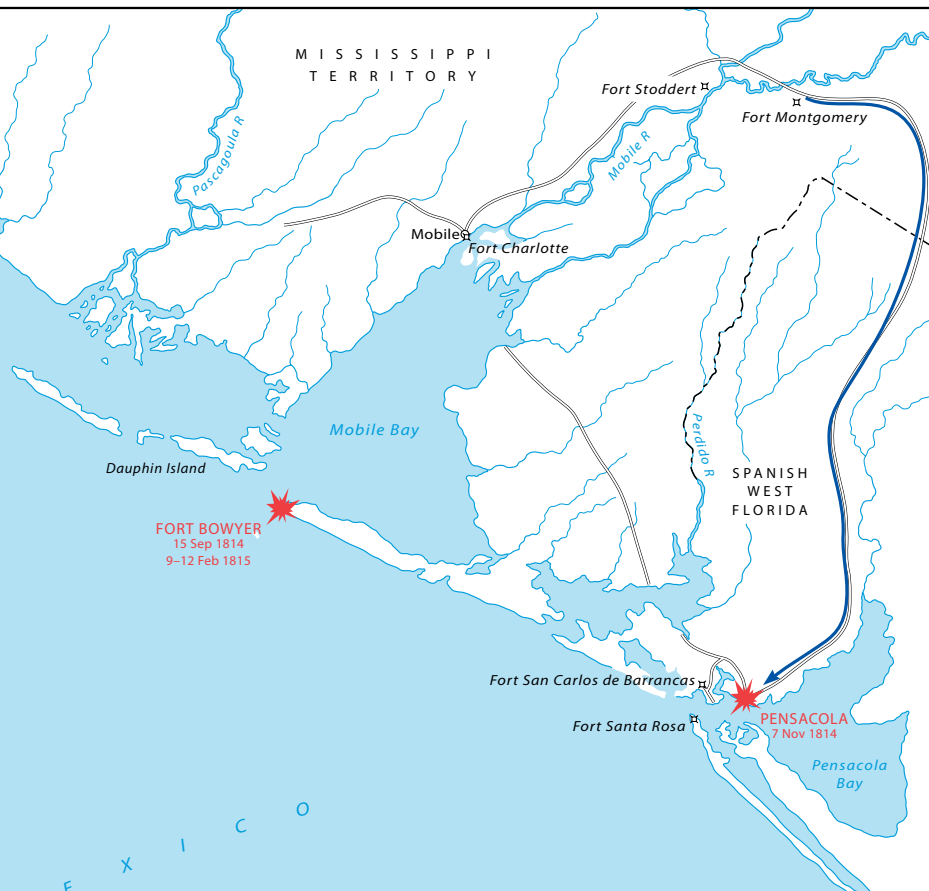 MISSISSIPPI
TERRITORY
Fort Stoddert
Fort Montgomery
Pascagoula R
Mobile R
Mobile
Fort Charlotte
Mobile Bay
Perdido R
Dauphin Island
SPANISH
WEST
FLORIDA
FORT BOWYER
15 Sep 1814
9–12 Feb 1815
Fort San Carlos de Barrancas
Fort Santa Rosa
PENSACOLA
7 Nov 1814
Pensacola
Bay
EXICO